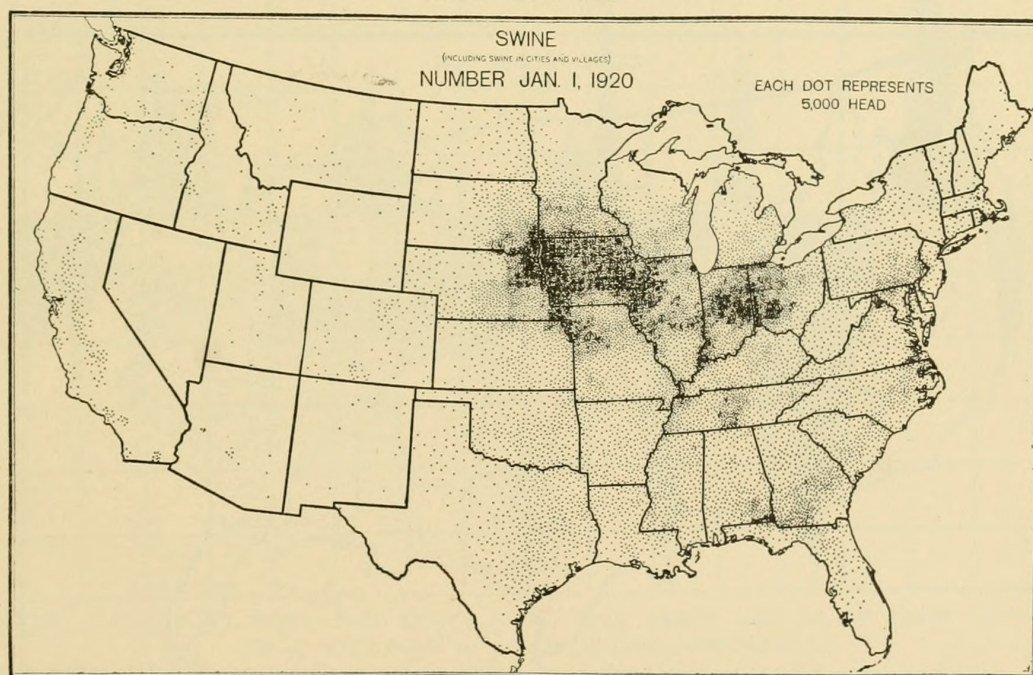 SWINE
(INCLUDING SWINE IN CITIES AND VILLAGES)
NUMBER JAN. 1, 1920
EACH DOT REPRESENTS
5,000 HEAD